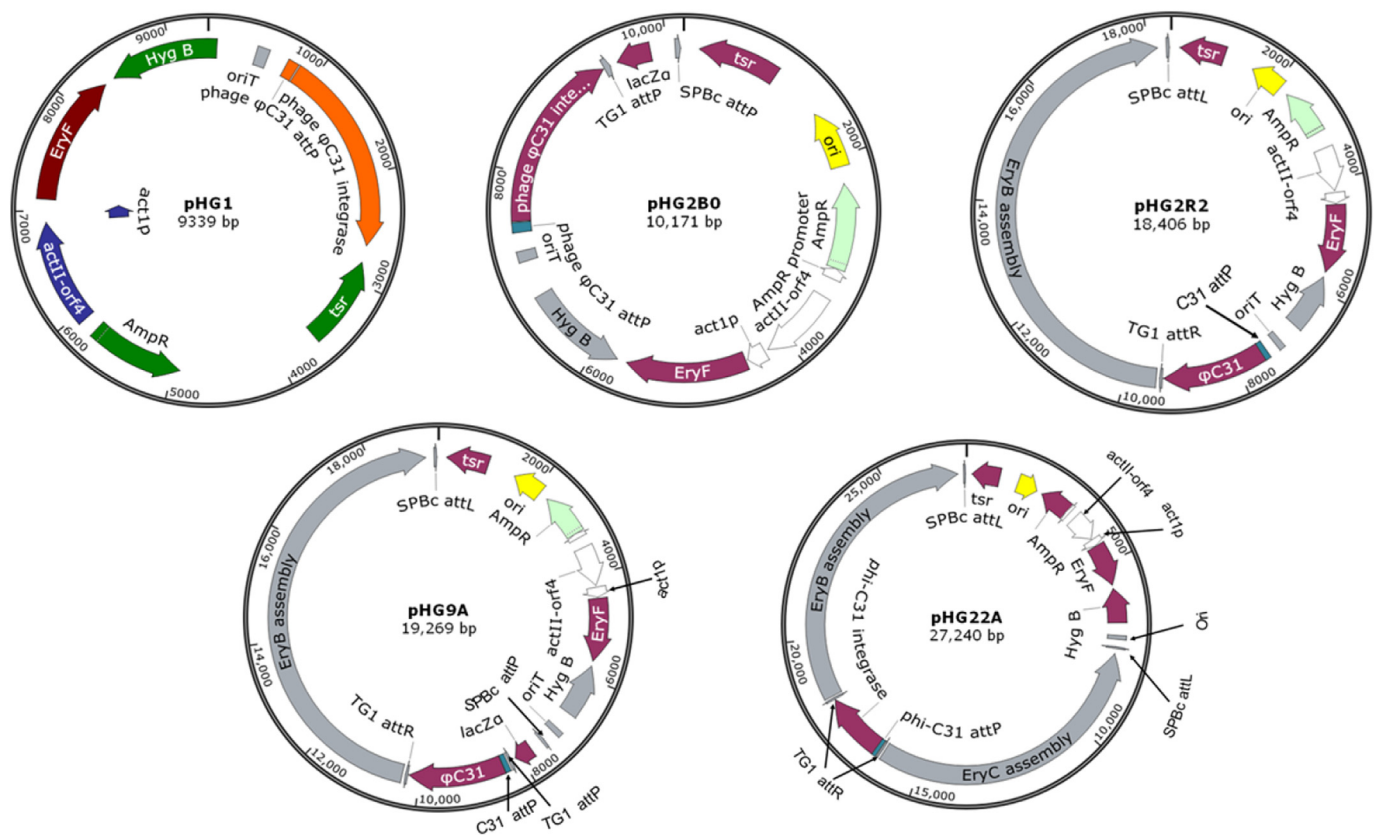 pHG1
9339 bp
1000
2000
3000
4000
5000
6000
7000
8000
9000
Hyg B
oriT
phage φC31 attP
phage φC31 integrase
tsr
AmpR
actII-orf4
act1p
EryF
pHG2B0
10,171 bp
2000
4000
6000
8000
10,000
SPBc attP
tsr
ori
AmpR
AmpR promoter
actII-orf4
act1p
EryF
Hyg B
oriT
phage φC31 attP
phage φC31 inte...
TG1 attP
lacZα
pHG2R2
18,406 bp
2000
4000
6000
8000
10,000
12,000
14,000
16,000
18,000
SPBc attL
tsr
ori
AmpR
actII-orf4
EryF
Hyg B
oriT
C31 attP
φC31
TG1 attR
EryB assembly
pHG9A
19,269 bp
2000
4000
6000
8000
10,000
12,000
14,000
16,000
18,000
SPBc attL
tsr
ori
AmpR
actII-orf4
act1p
EryF
Hyg B
oriT
SPBc attP
lacZα
TG1 attP
C31 attP
φC31
TG1 attR
EryB assembly
pHG22A
27,240 bp
5000
10,000
15,000
20,000
25,000
SPBc attL
tsr
ori
AmpR
actII-orf4
act1p
EryF
Hyg B
Ori
SPBc attL
EryC assembly
phi-C31 attP
phi-C31 integrase
TG1 attR
EryB assembly